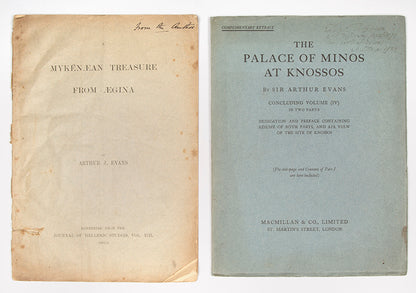 from the Author
A
MYKENÆAN TREASURE
FROM ÆGINA
BY
ARTHUR J. EVANS
REPRINTED FROM THE
JOURNAL OF HELLENIC STUDIES, VOL. XIII,
COMPLIMENTARY EXTRACT
THE
PALACE OF MINOS
AT KNOSSOS
BY SIR ARTHUR EVANS
CONCLUDING VOLUME (IV)
IN TWO PARTS
DEDICATION AND PREFACE CONTAINING
RÉSUMÉ OF BOTH PARTS, AND AIR VIEW
OF THE SITE OF KNOSSOS
(The title-page and Contents of Part I
are here included)
MACMILLAN & CO., LIMITED
ST. MARTIN'S STREET, LONDON